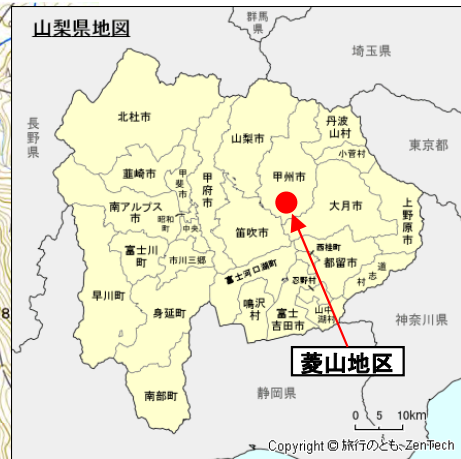 山梨県地図
群馬
県
埼玉県
長
野
県
北杜市
山梨市
丹波
山村
小菅村
東京都
韮崎市
甲
斐
市
甲
府
市
甲州市
南アルプス
市
昭和
町
中央
大月市
上
野
原
市
笛吹市
西桂町
富士川
町
市川三郷
富士河口湖町
都留市
道
志
村
忍野村
早川町
身延町
鳴沢
村
富士
吉田市
山中
湖村
神奈川県
8
菱山地区
南部町
静岡県
0 5 10km
Copyright © 旅行のとも、ZenTech